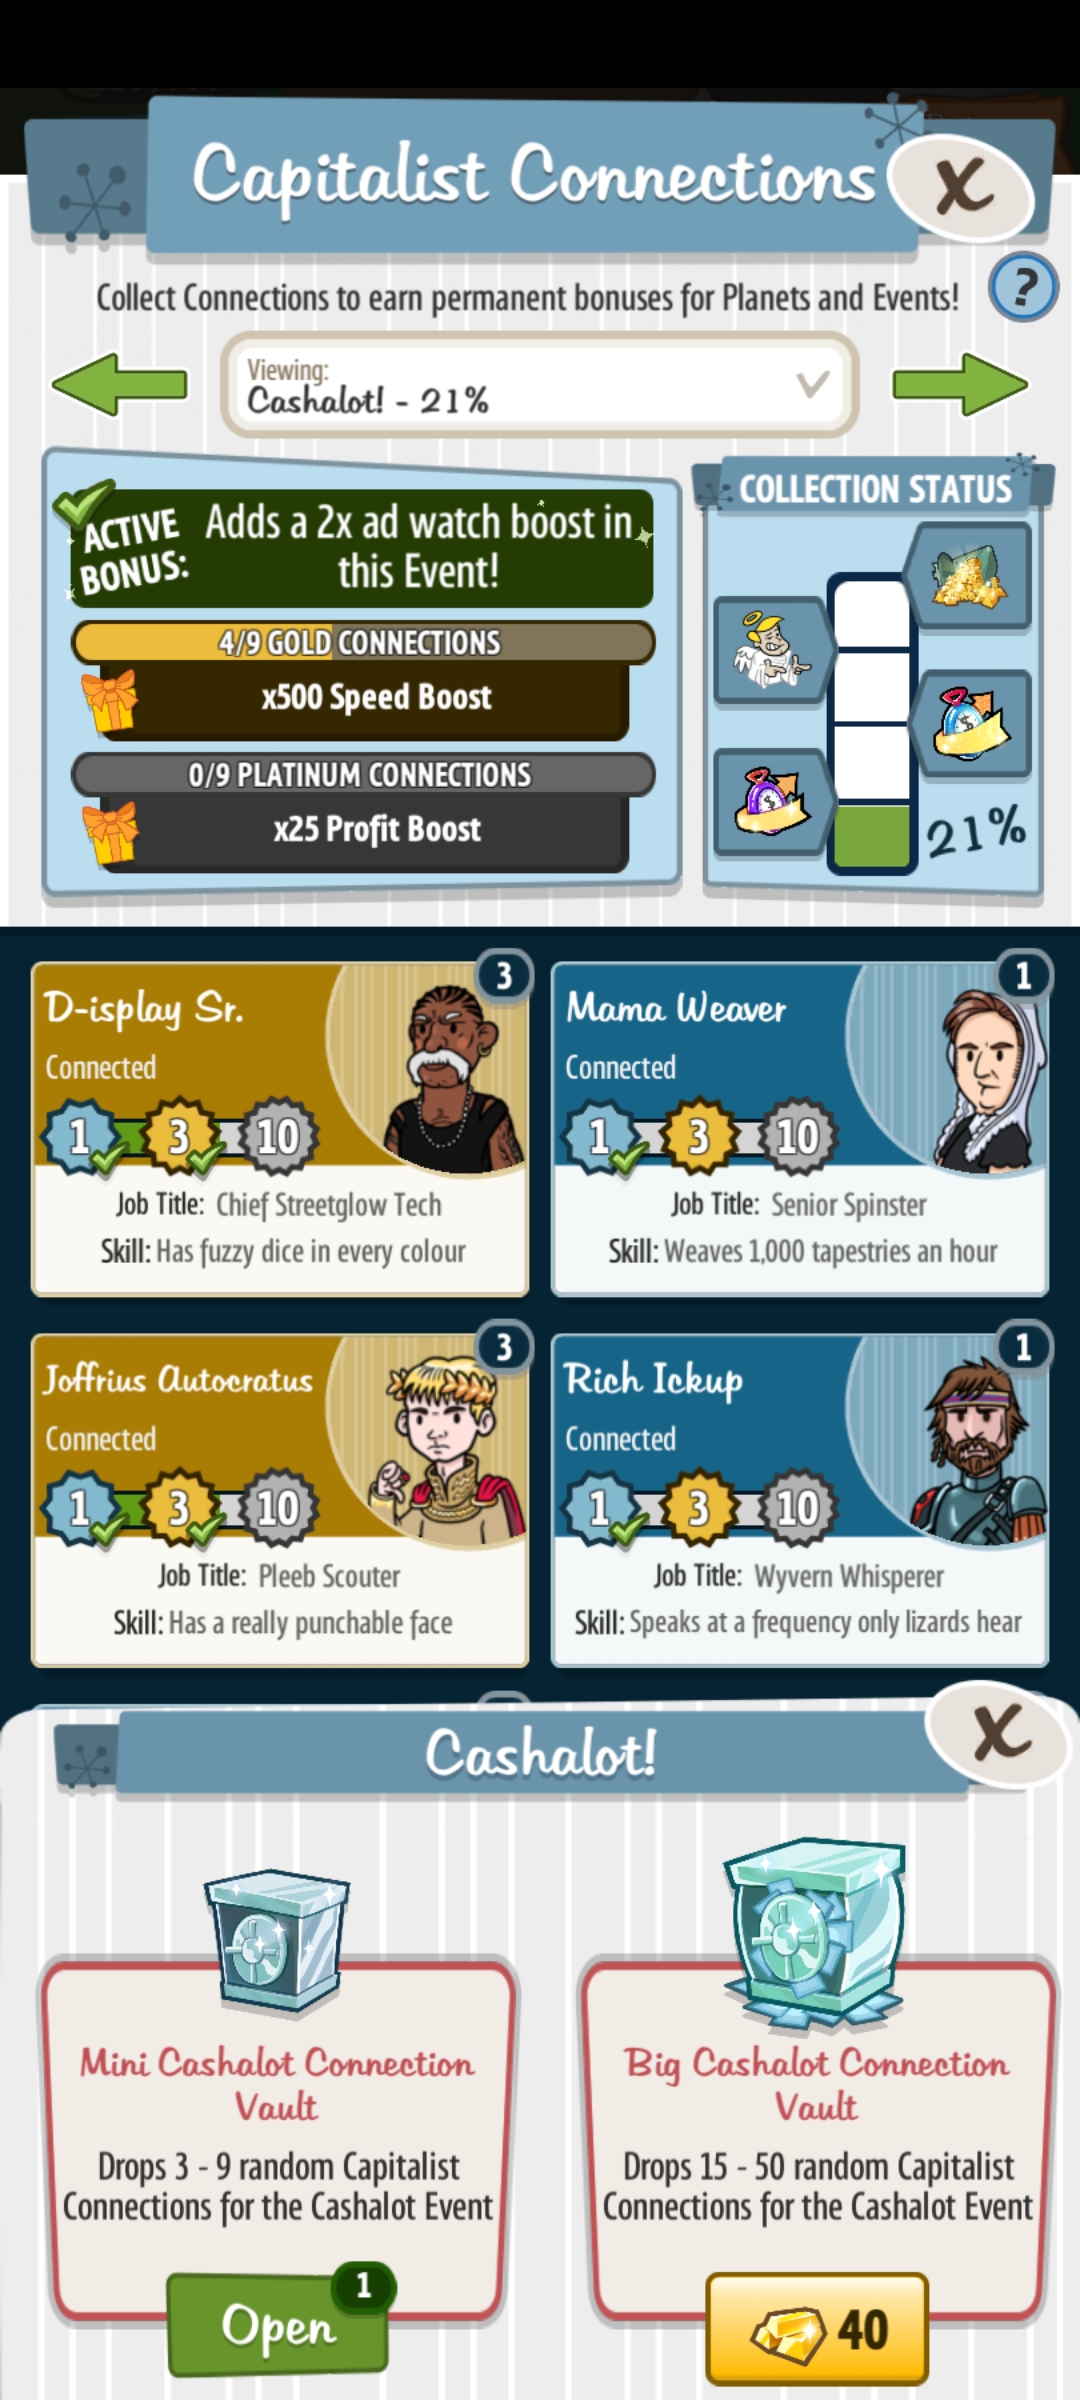 Capitalist Connections
X
Collect Connections to earn permanent bonuses for Planets and Events!
?
Viewing:
Cashalot! - 21%
ACTIVE BONUS:
Adds a 2x ad watch boost in
this Event!
4/9 GOLD CONNECTIONS
x500 Speed Boost
0/9 PLATINUM CONNECTIONS
x25 Profit Boost
COLLECTION STATUS
21%
D-isplay Sr.
3
Connected
1 3 10
Job Title: Chief Streetglow Tech
Skill: Has fuzzy dice in every colour
Mama Weaver
1
Connected
1 3 10
Job Title: Senior Spinster
Skill: Weaves 1,000 tapestries an hour
Joffrius Autocratus
3
Connected
1 3 10
Job Title: Pleeb Scouter
Skill: Has a really punchable face
Rich Ickup
1
Connected
1 3 10
Job Title: Wyvern Whisperer
Skill: Speaks at a frequency only lizards hear
Cashalot!
X
Mini Cashalot Connection
Vault
Drops 3 - 9 random Capitalist
Connections for the Cashalot Event
1
Open
Big Cashalot Connection
Vault
Drops 15 - 50 random Capitalist
Connections for the Cashalot Event
40